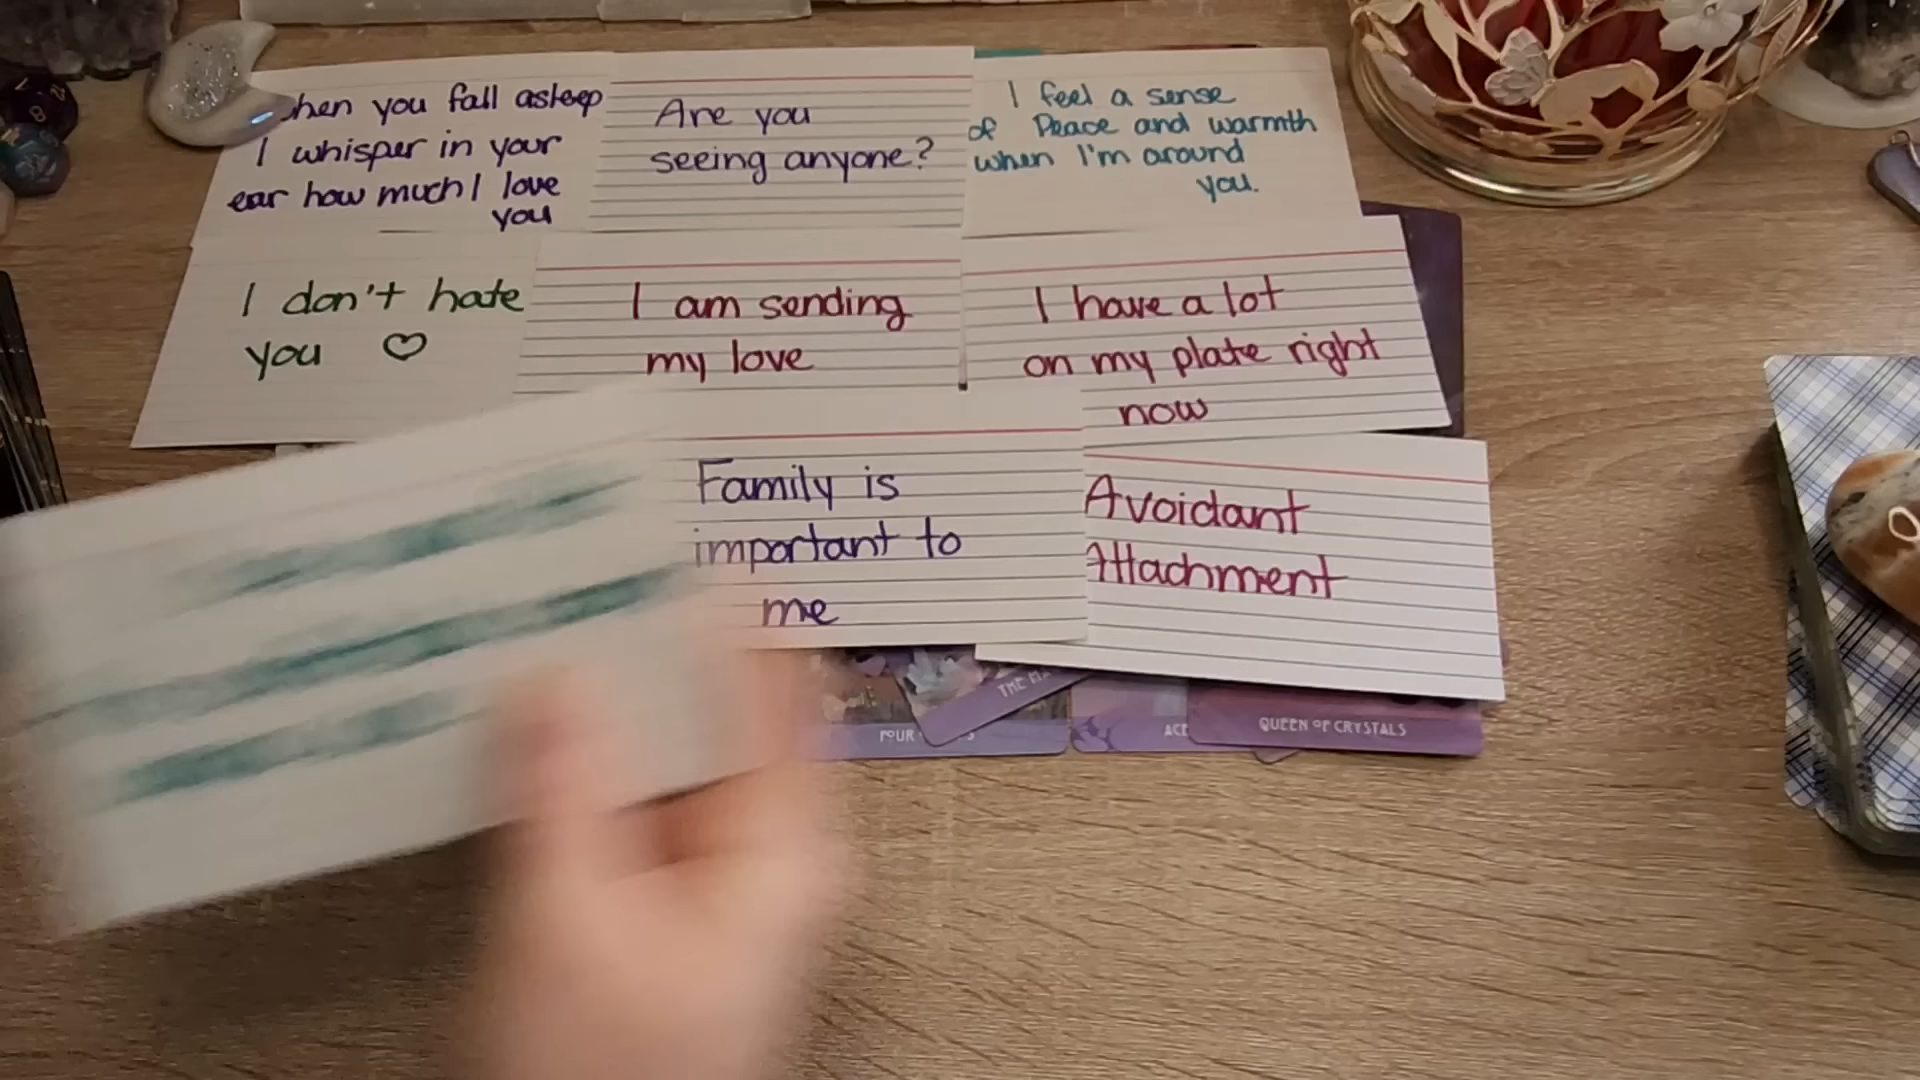 hen you fall asleep
I whisper in your
ear how much I love
you
Are you
seeing anyone?
I feel a sense
of Peace and warmth
when I'm around
you.
I don't hate
you ♡
I am sending
my love
I have a lot
on my plate right
now
Family is
important to
me
Avoidant
Attachment
THE
QUEEN OF CRYSTALS